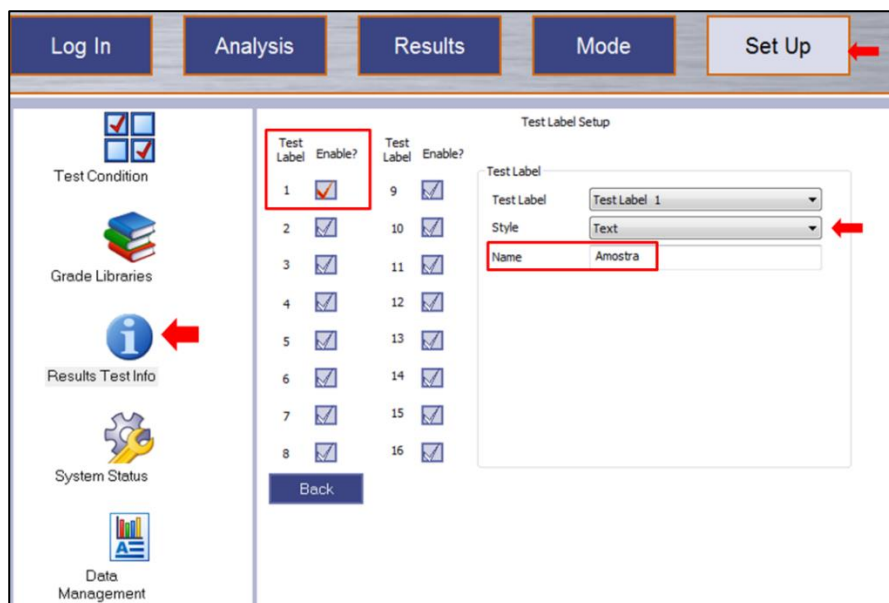 Log In
Analysis
Results
Mode
Set Up
Test Condition
Grade Libraries
Results Test Info
System Status
Data
Management
Test Label Setup
Test
Label Enable?
Test
Label Enable?
1
9
2
10
3
11
4
12
5
13
6
14
7
15
8
16
Back
Test Label
Test Label Test Label 1
Style Text
Name Amostra